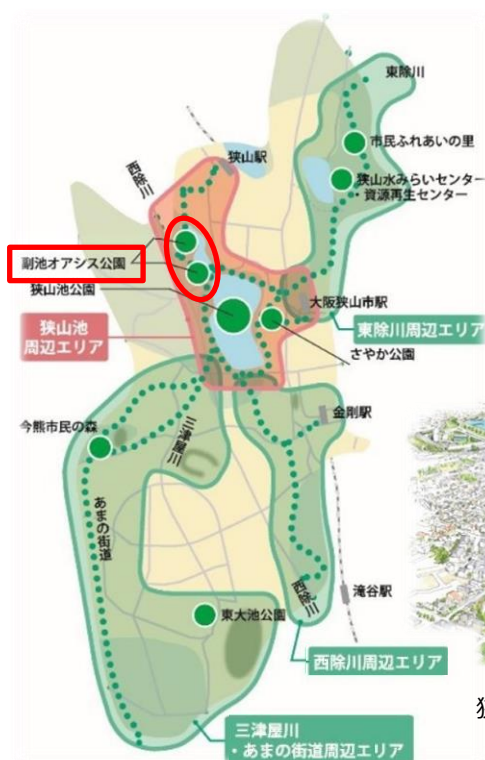 東除川
市民ふれあいの里
狭山駅
西除川
狭山水みらいセンター
・資源再生センター
副池オアシス公園
狭山池公園
大阪狭山市駅
狭山池
周辺エリア
東除川周辺エリア
さやか公園
金剛駅
三津屋川
今熊市民の森
あまの街道
西除川
滝谷駅
東大池公園
西除川周辺エリア
三津屋川
・あまの街道周辺エリア